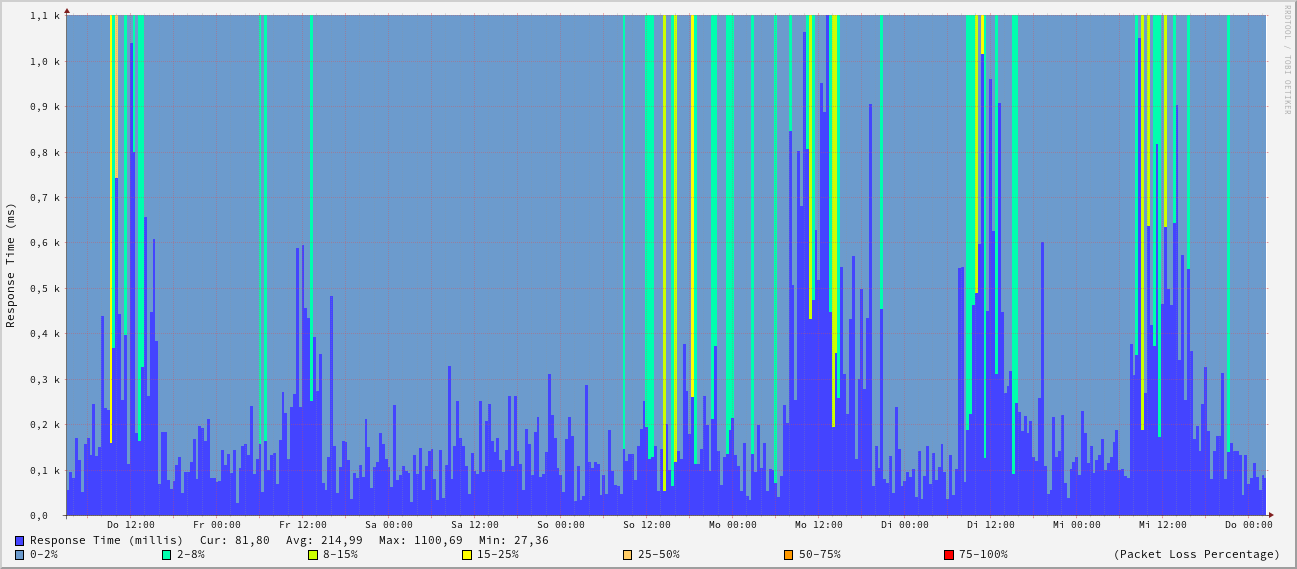 1,1 k
1,0 k
0,9 k
0,8 k
0,7 k
0,6 k
0,5 k
0,4 k
0,3 k
0,2 k
0,1 k
0,0
Response Time (ms)
RRDTOOL / TOBI OETIKER
Do 12:00 Fr 00:00 Fr 12:00 Sa 00:00 Sa 12:00 So 00:00 So 12:00 Mo 00:00 Mo 12:00 Di 00:00 Di 12:00 Mi 00:00 Mi 12:00 Do 00:00
Response Time (millis) Cur: 81,80 Avg: 214,99 Max: 1100,69 Min: 27,36
0-2% 2-8% 8-15% 15-25% 25-50% 50-75% 75-100% (Packet Loss Percentage)